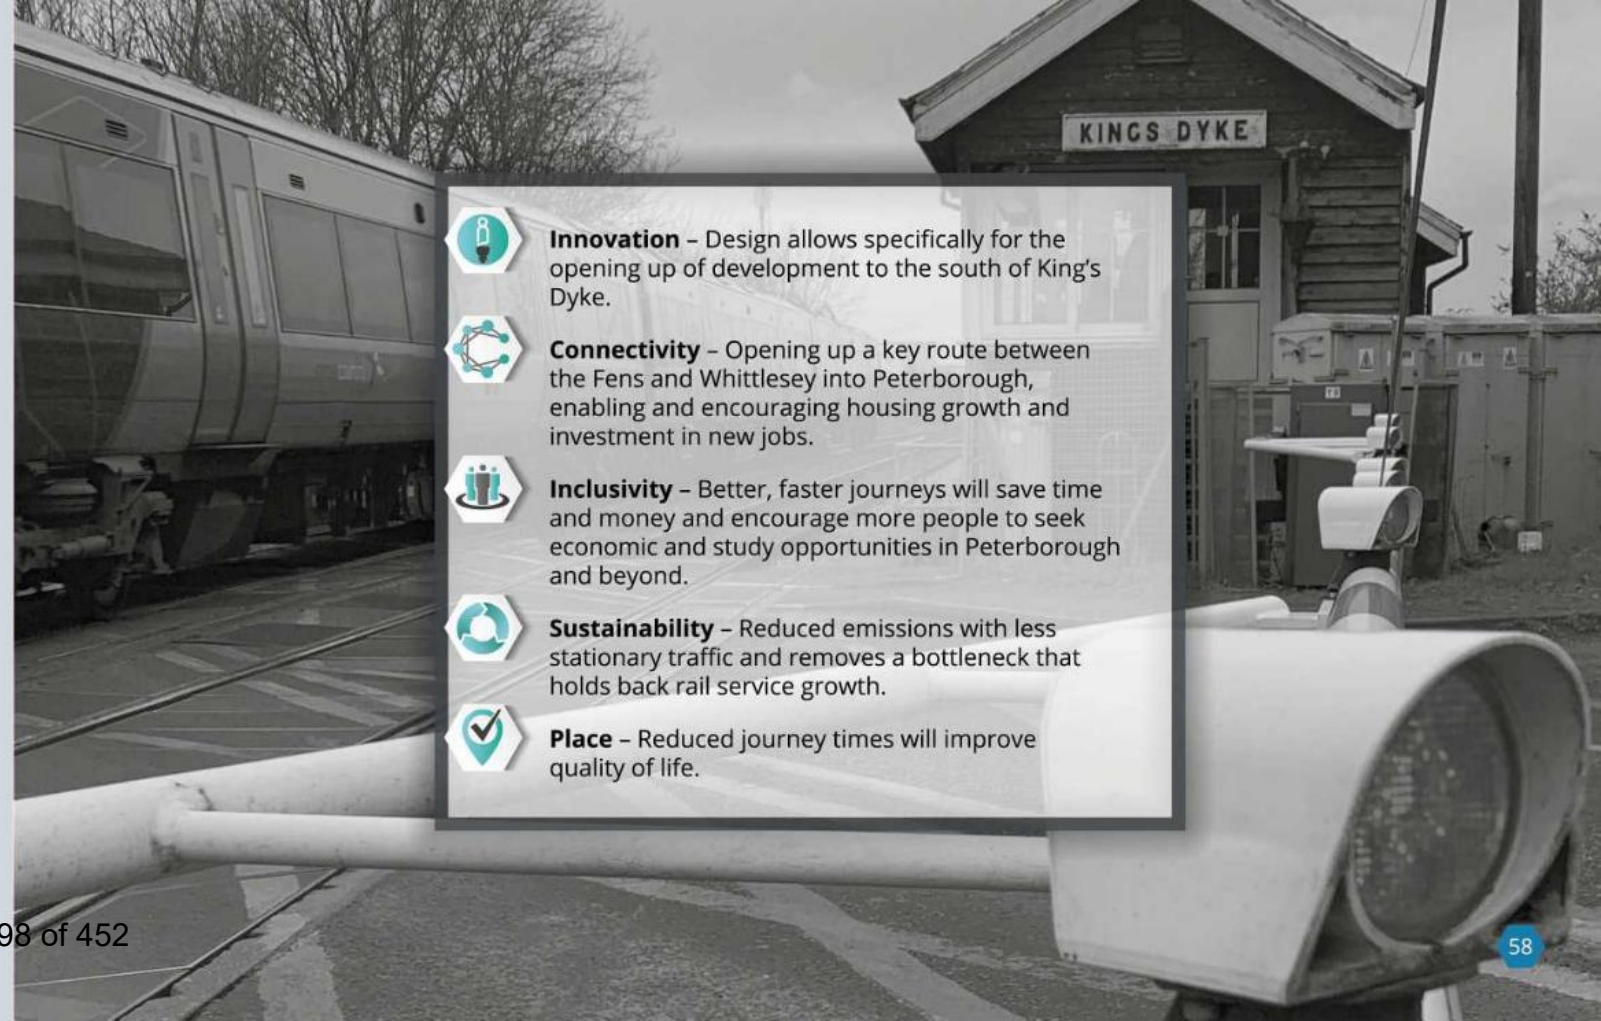 KINGS DYKE
Innovation – Design allows specifically for the
opening up of development to the south of King's
Dyke.
Connectivity – Opening up a key route between
the Fens and Whittlesey into Peterborough,
enabling and encouraging housing growth and
investment in new jobs.
Inclusivity – Better, faster journeys will save time
and money and encourage more people to seek
economic and study opportunities in Peterborough
and beyond.
Sustainability – Reduced emissions with less
stationary traffic and removes a bottleneck that
holds back rail service growth.
Place – Reduced journey times will improve
quality of life.
98 of 452
58